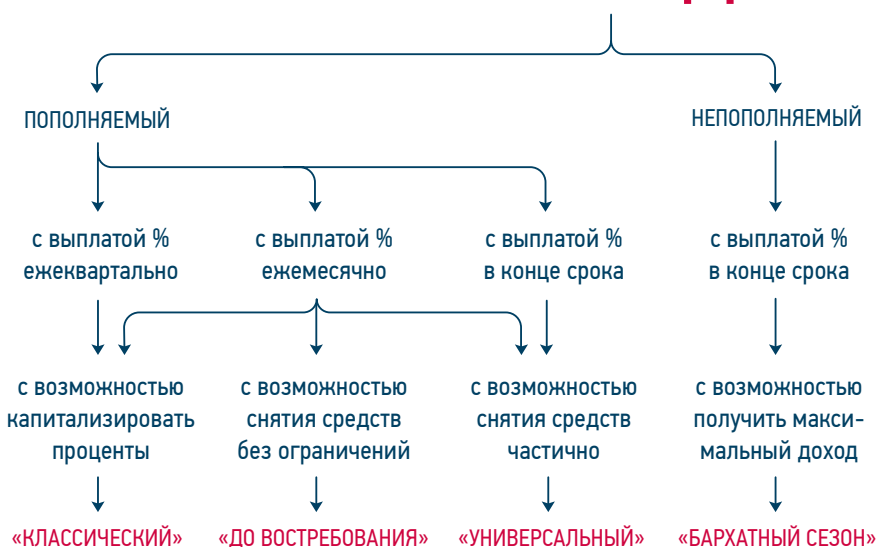 ПОПОЛНЯЕМЫЙ
НЕПОПОЛНЯЕМЫЙ
с выплатой %
ежеквартально
с выплатой %
ежемесячно
с выплатой %
в конце срока
с выплатой %
в конце срока
с возможностью
капитализировать
проценты
с возможностью
снятия средств
без ограничений
с возможностью
снятия средств
частично
с возможностью
получить макси-
мальный доход
«КЛАССИЧЕСКИЙ»
«ДО ВОСТРЕБОВАНИЯ»
«УНИВЕРСАЛЬНЫЙ»
«БАРХАТНЫЙ СЕЗОН»